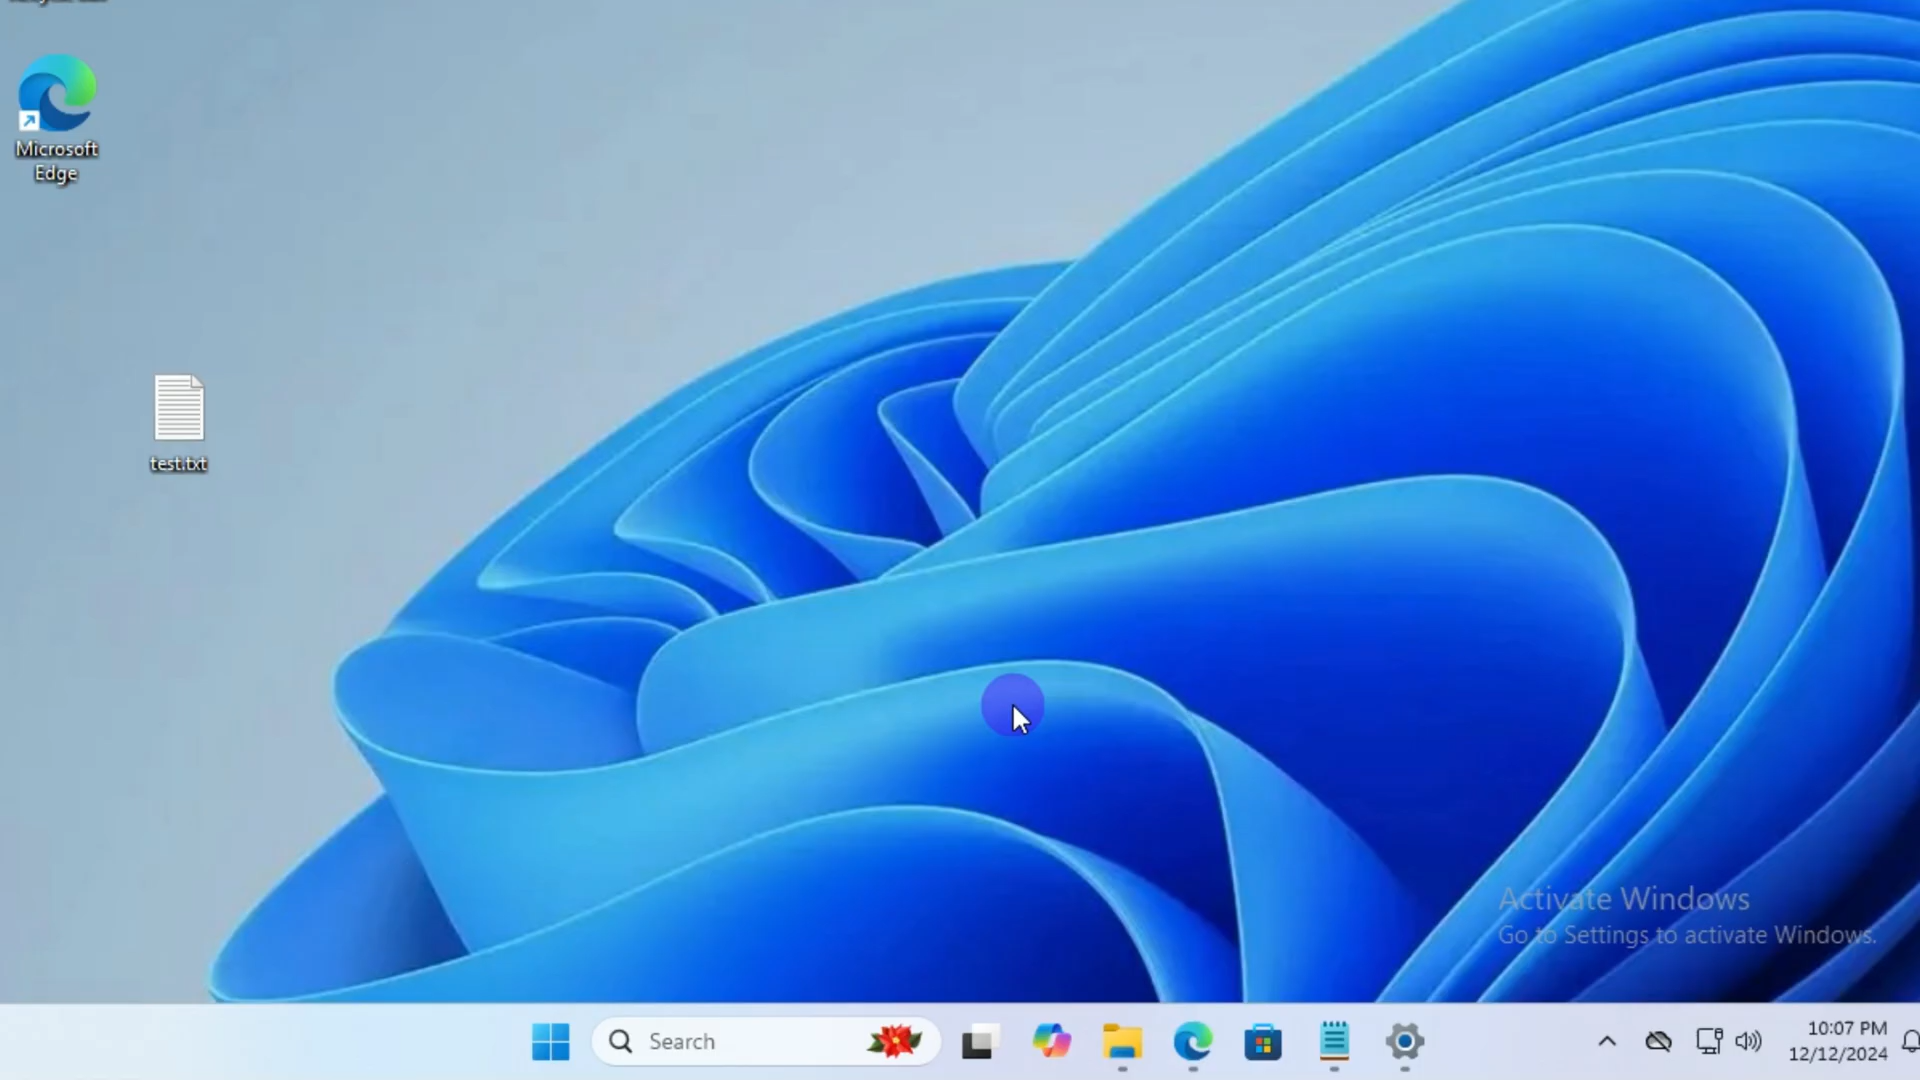 Microsoft
Edge
test.txt
Activate Windows
Go to Settings to activate Windows.
Search
10:07 PM
12/12/2024